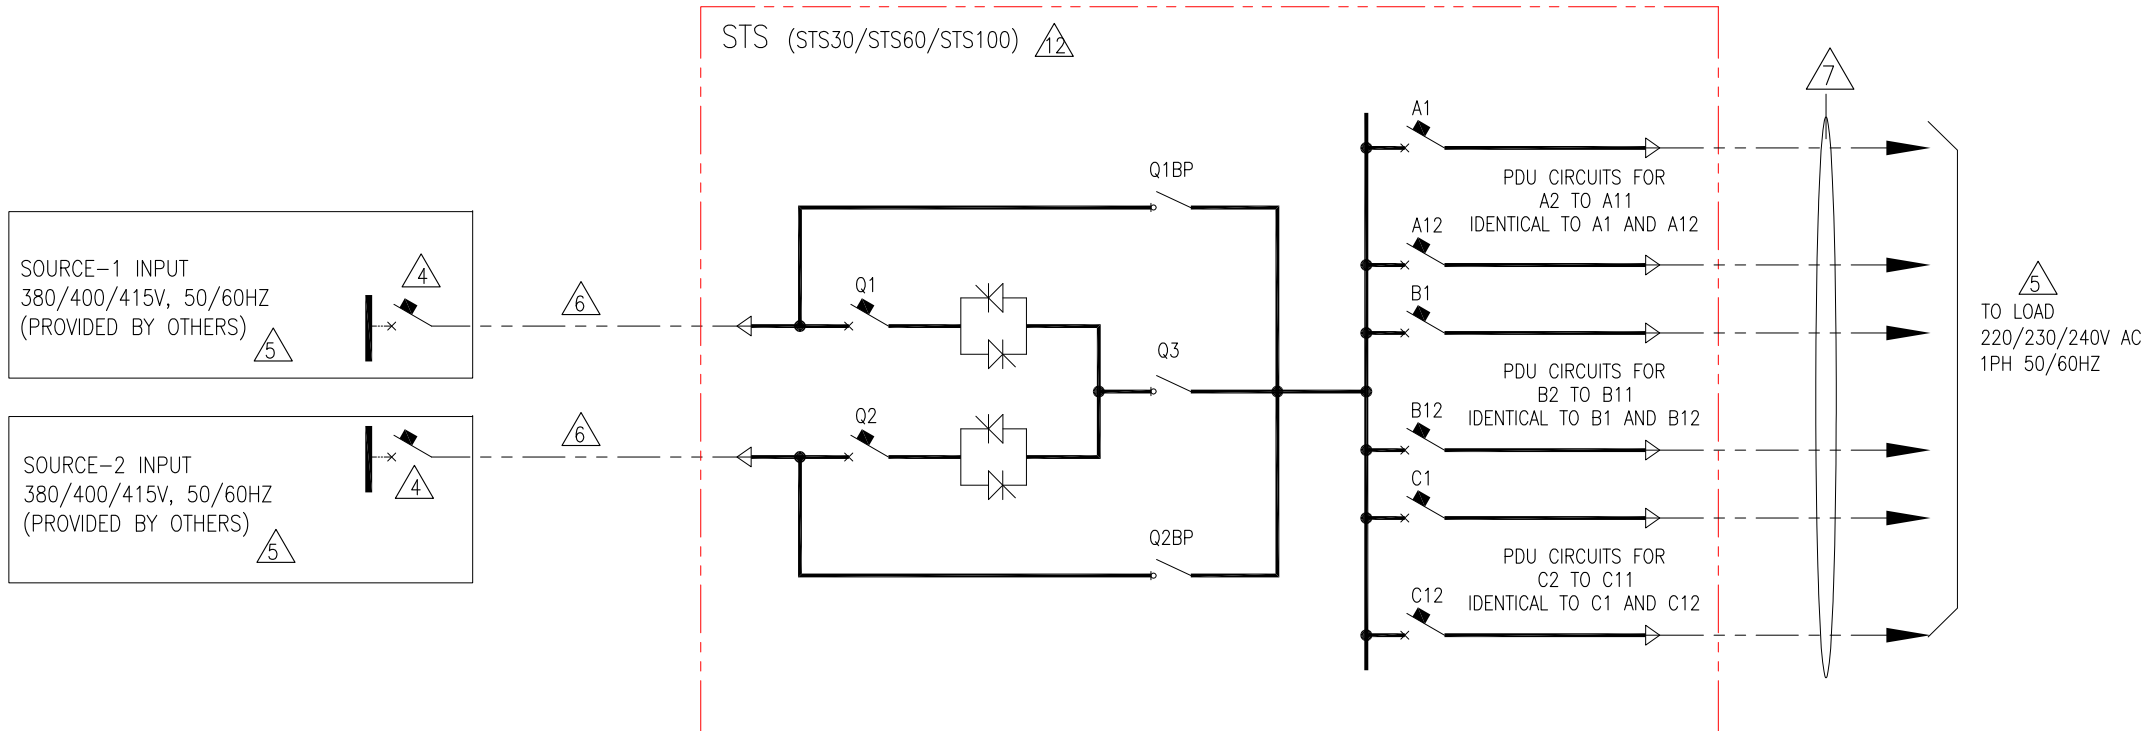 STS (STS30/STS60/STS100) 12
7
A1
PDU CIRCUITS FOR
A2 TO A11
IDENTICAL TO A1 AND A12
Q1BP
A12
SOURCE-1 INPUT
380/400/415V, 50/60HZ
(PROVIDED BY OTHERS)
5
4
6
Q1
B1
5
TO LOAD
220/230/240V AC
1PH 50/60HZ
Q3
PDU CIRCUITS FOR
B2 TO B11
IDENTICAL TO B1 AND B12
B12
SOURCE-2 INPUT
380/400/415V, 50/60HZ
(PROVIDED BY OTHERS)
5
4
6
Q2
C1
Q2BP
PDU CIRCUITS FOR
C2 TO C11
IDENTICAL TO C1 AND C12
C12